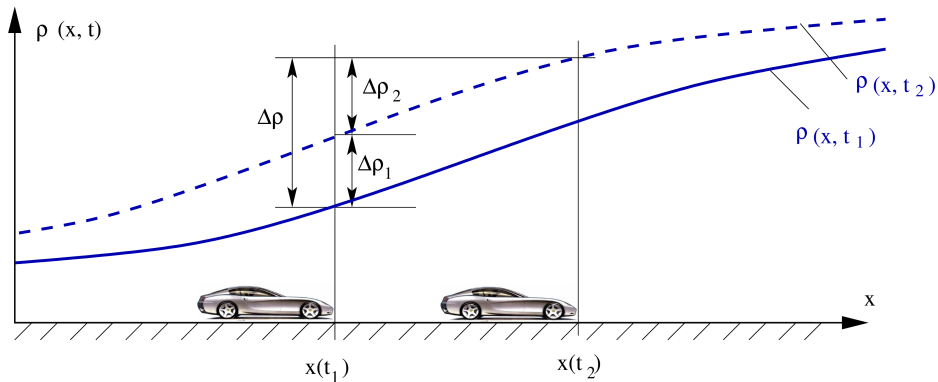 ρ (x, t)
Δρ
Δρ₂
Δρ₁
ρ (x, t₂)
ρ (x, t₁)
x
x(t₁)
x(t₂)